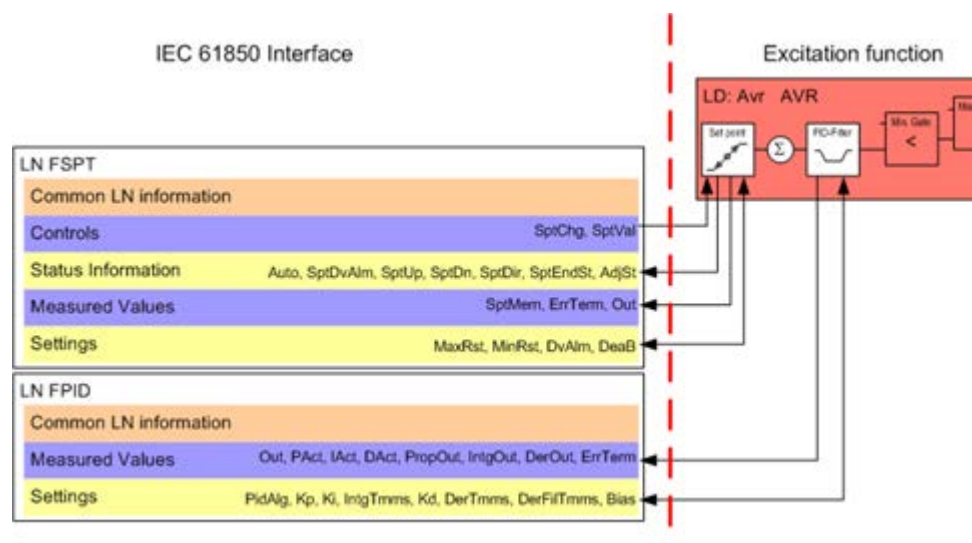 IEC 61850 Interface
Excitation function
LD: Avr AVR
Set point
Σ
PID-Filter
Min. Gate
<
LN FSPT
Common LN information
Controls SptChg, SptVal
Status Information Auto, SptDvAlm, SptUp, SptDn, SptDir, SptEndSt, AdjSt
Measured Values SptMem, ErrTerm, Out
Settings MaxRst, MinRst, DvAlm, DeaB
LN FPID
Common LN information
Measured Values Out, PAct, IAct, DAct, PropOut, IntgOut, DerOut, ErrTerm
Settings PidAlg, Kp, Ki, IntgTmms, Kd, DerTmms, DerFilTmms, Bias